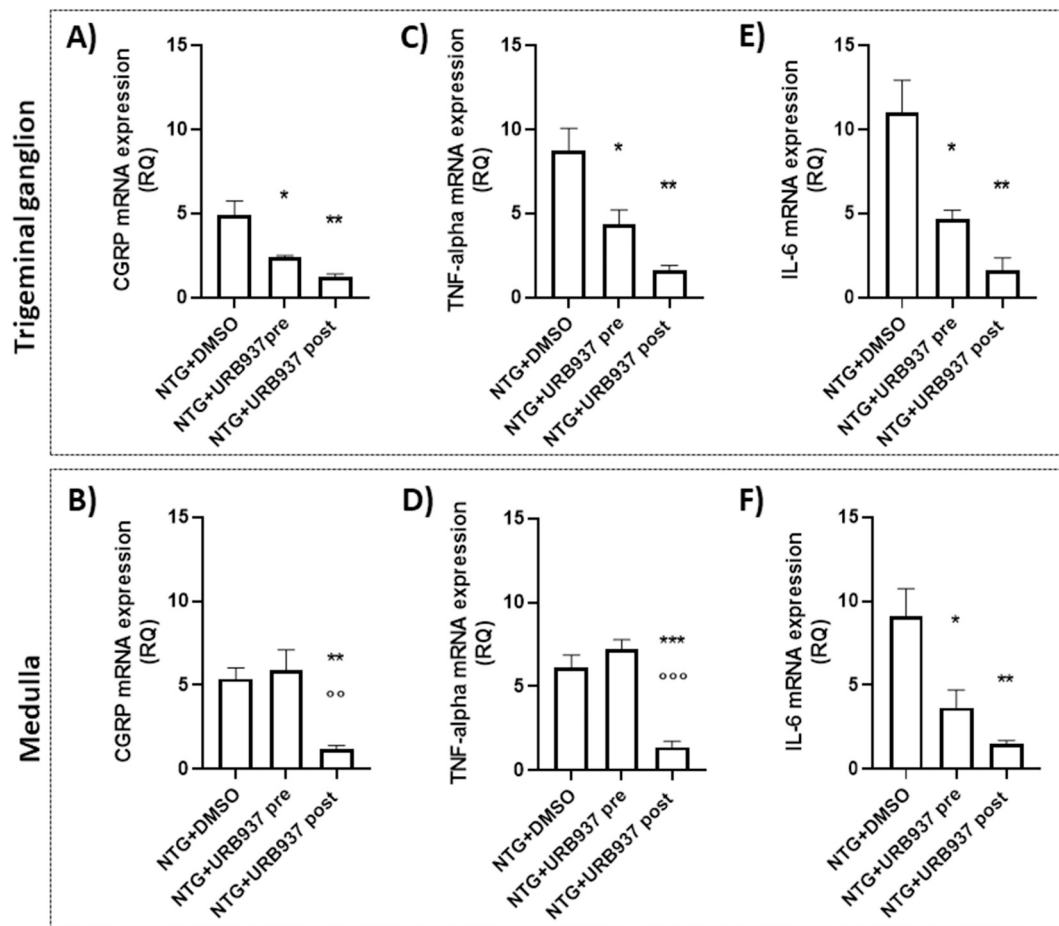 Trigeminal ganglion
A)
CGRP mRNA expression
(RQ)
15
10
5
0
NTG+DMSO
NTG+URB937pre
NTG+URB937 post
*
**
C)
TNF-alpha mRNA expression
(RQ)
15
10
5
0
NTG+DMSO
NTG+URB937 pre
NTG+URB937 post
*
**
E)
IL-6 mRNA expression
(RQ)
15
10
5
0
NTG+DMSO
NTG+URB937 pre
NTG+URB937 post
*
**
Medulla
B)
CGRP mRNA expression
(RQ)
15
10
5
0
NTG+DMSO
NTG+URB937 pre
NTG+URB937 post
**
°°
D)
TNF-alpha mRNA expression
(RQ)
15
10
5
0
NTG+DMSO
NTG+URB937 pre
NTG+URB937 post
***
°°°
F)
IL-6 mRNA expression
(RQ)
15
10
5
0
NTG+DMSO
NTG+URB937 pre
NTG+URB937 post
*
**